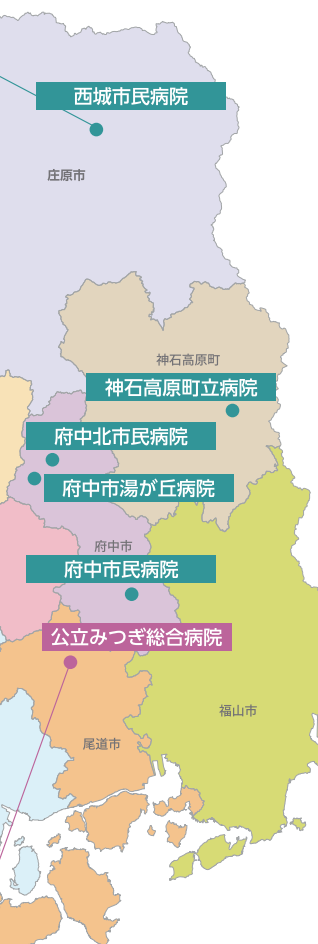 西城市民病院
庄原市
神石高原町
神石高原町立病院
府中北市民病院
府中市湯が丘病院
府中市
府中市民病院
公立みつぎ総合病院
福山市
尾道市